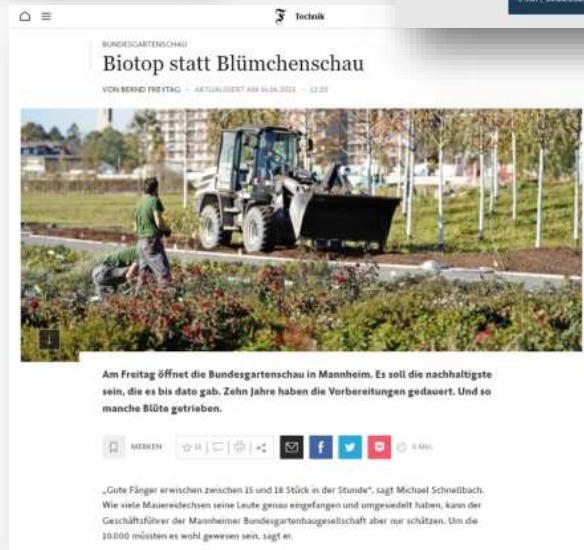 F Technik
BUNDESGARTENSCHAU
Biotop statt Blümchenschau
VON BERND FREYTAG - AKTUALISIERT AM
Am Freitag öffnet die Bundesgartenschau in Mannheim. Es soll die nachhaltigste
sein, die es bis dato gab. Zehn Jahre haben die Vorbereitungen gedauert. Und so
manche Blüte getrieben.
MERKEN
f
6 Min.
„Gute Fänger erwischen zwischen 15 und 18 Stück in der Stunde“, sagt Michael Schnellbach.
Wie viele Mauereidechsen seine Leute genau eingefangen und umgesiedelt haben, kann der
Geschäftsführer der Mannheimer Bundesgartenbaugesellschaft aber nur schätzen. Um die
10.000 müssten es wohl gewesen sein, sagt er.